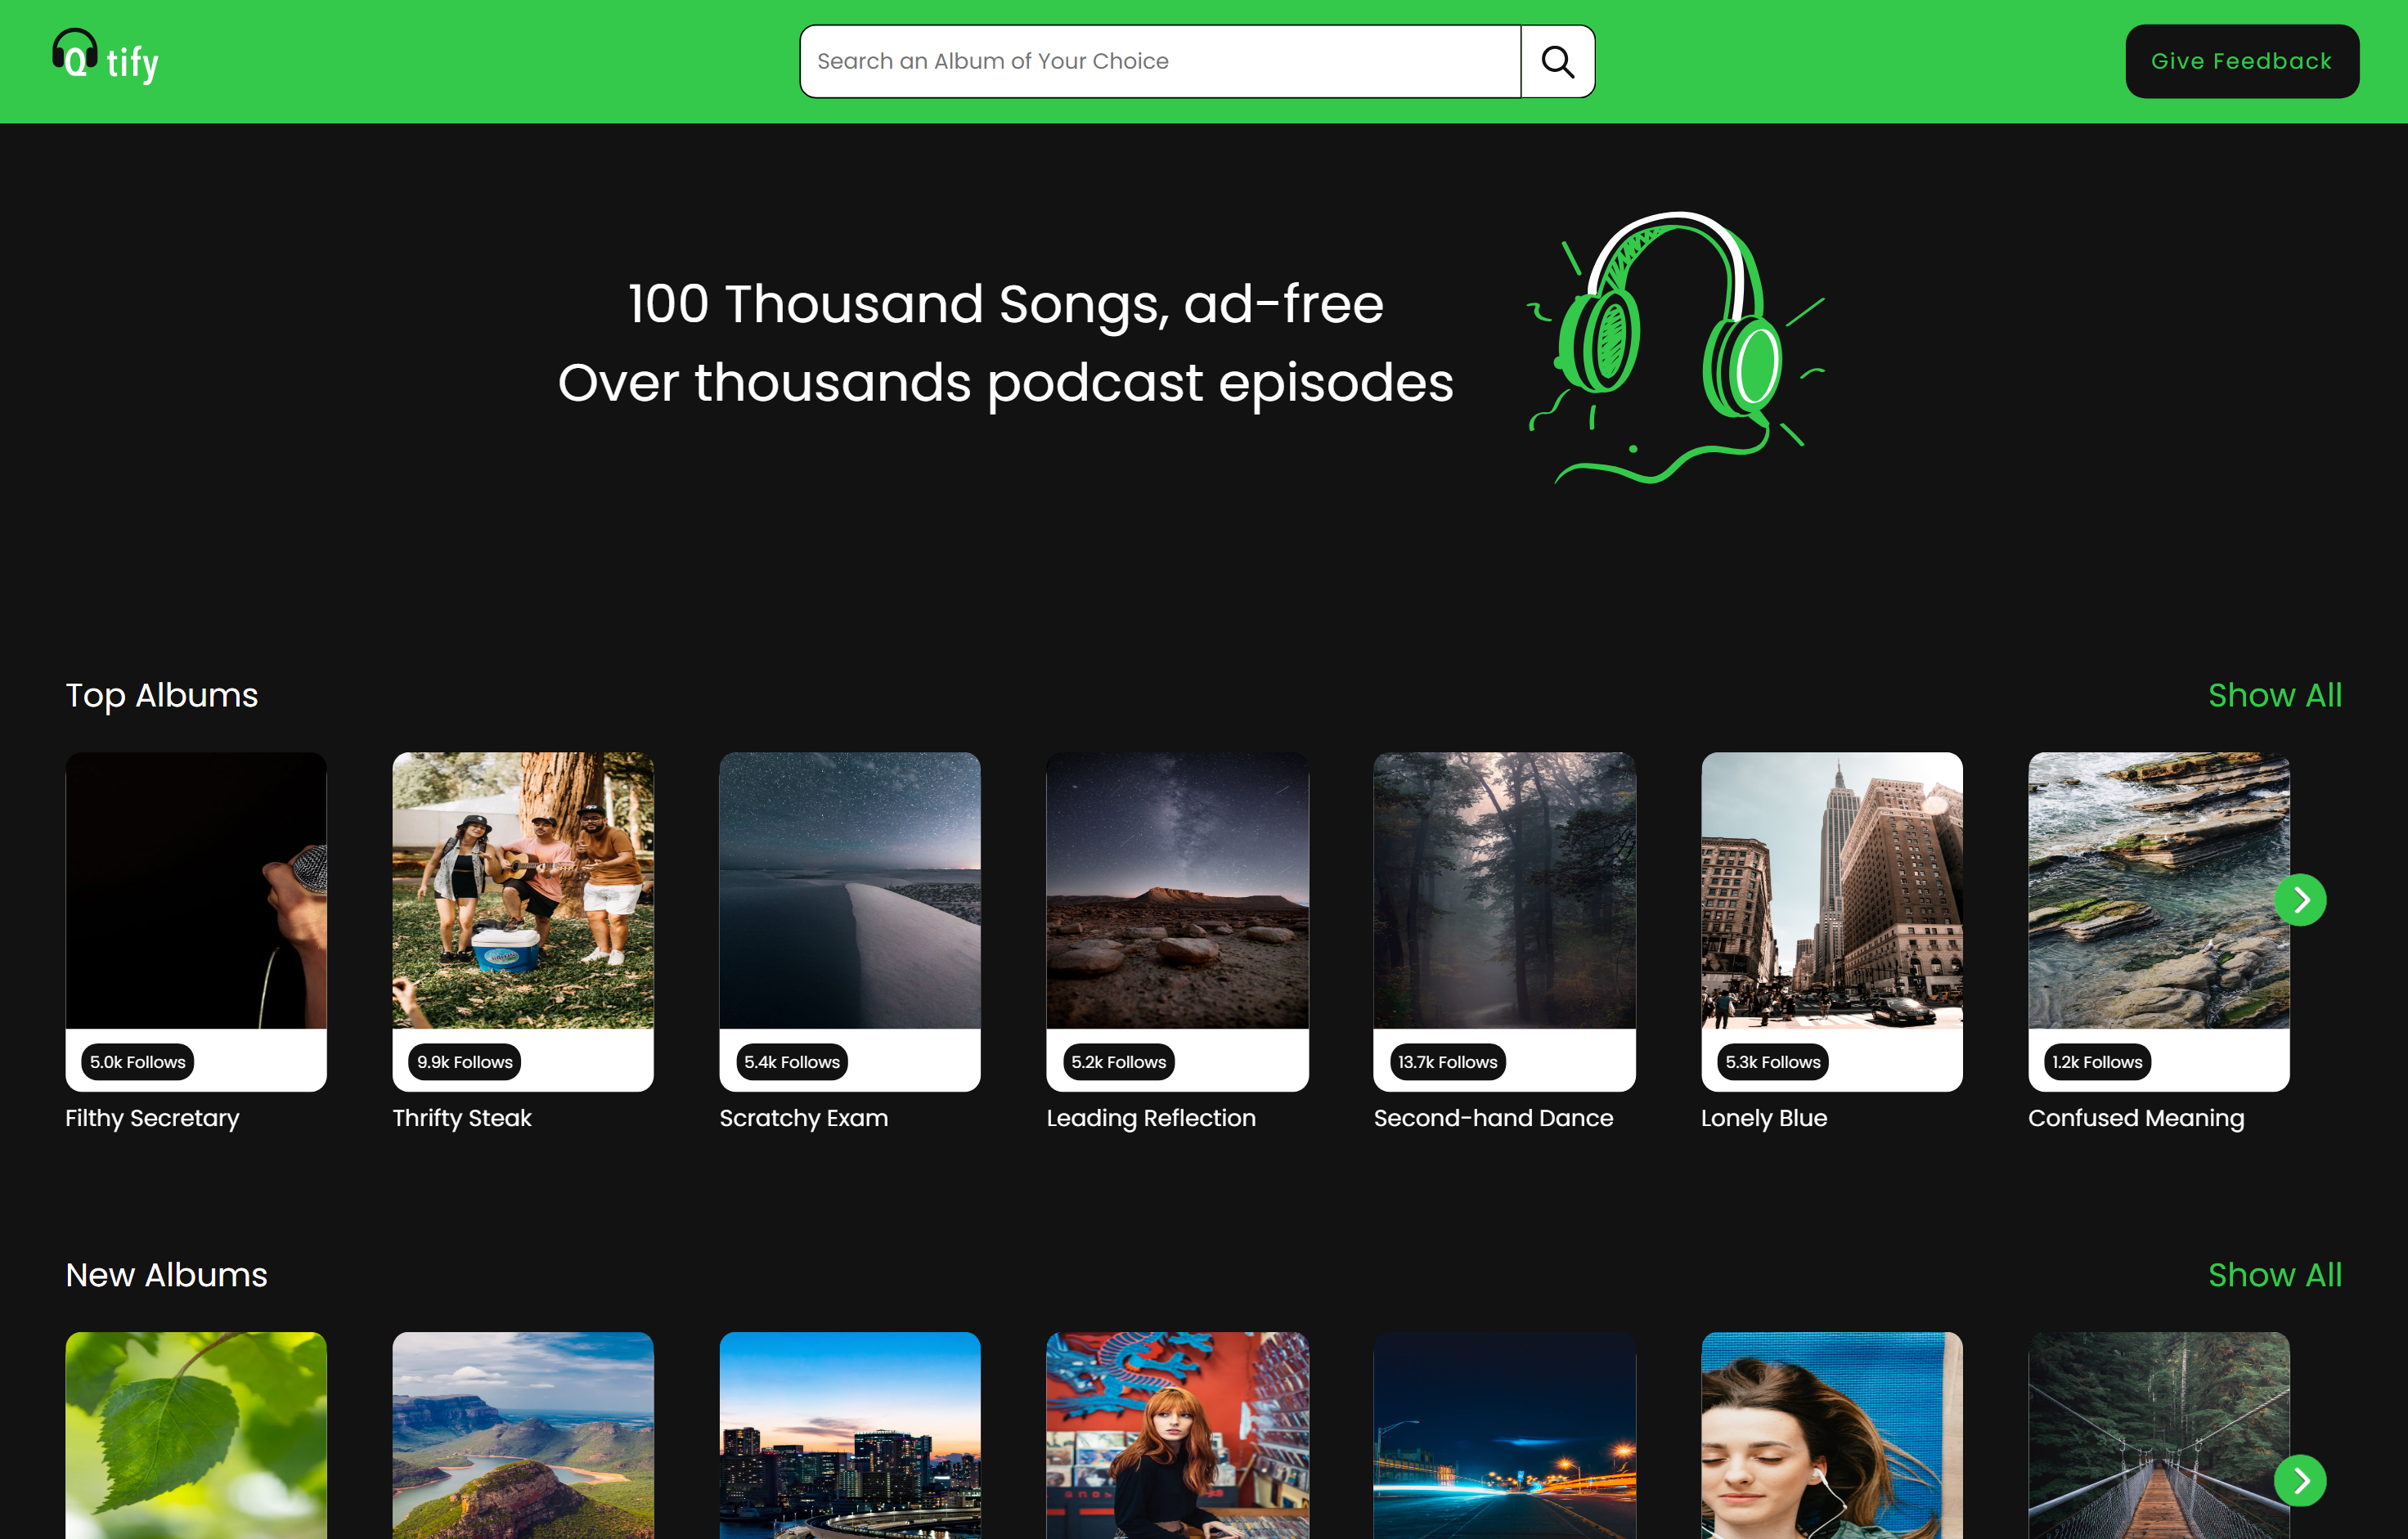 Qtify
Search an Album of Your Choice
Give Feedback
100 Thousand Songs, ad-free
Over thousands podcast episodes
Top Albums
Show All
5.0k Follows
9.9k Follows
5.4k Follows
5.2k Follows
13.7k Follows
5.3k Follows
1.2k Follows
Filthy Secretary
Thrifty Steak
Scratchy Exam
Leading Reflection
Second-hand Dance
Lonely Blue
Confused Meaning
New Albums
Show All